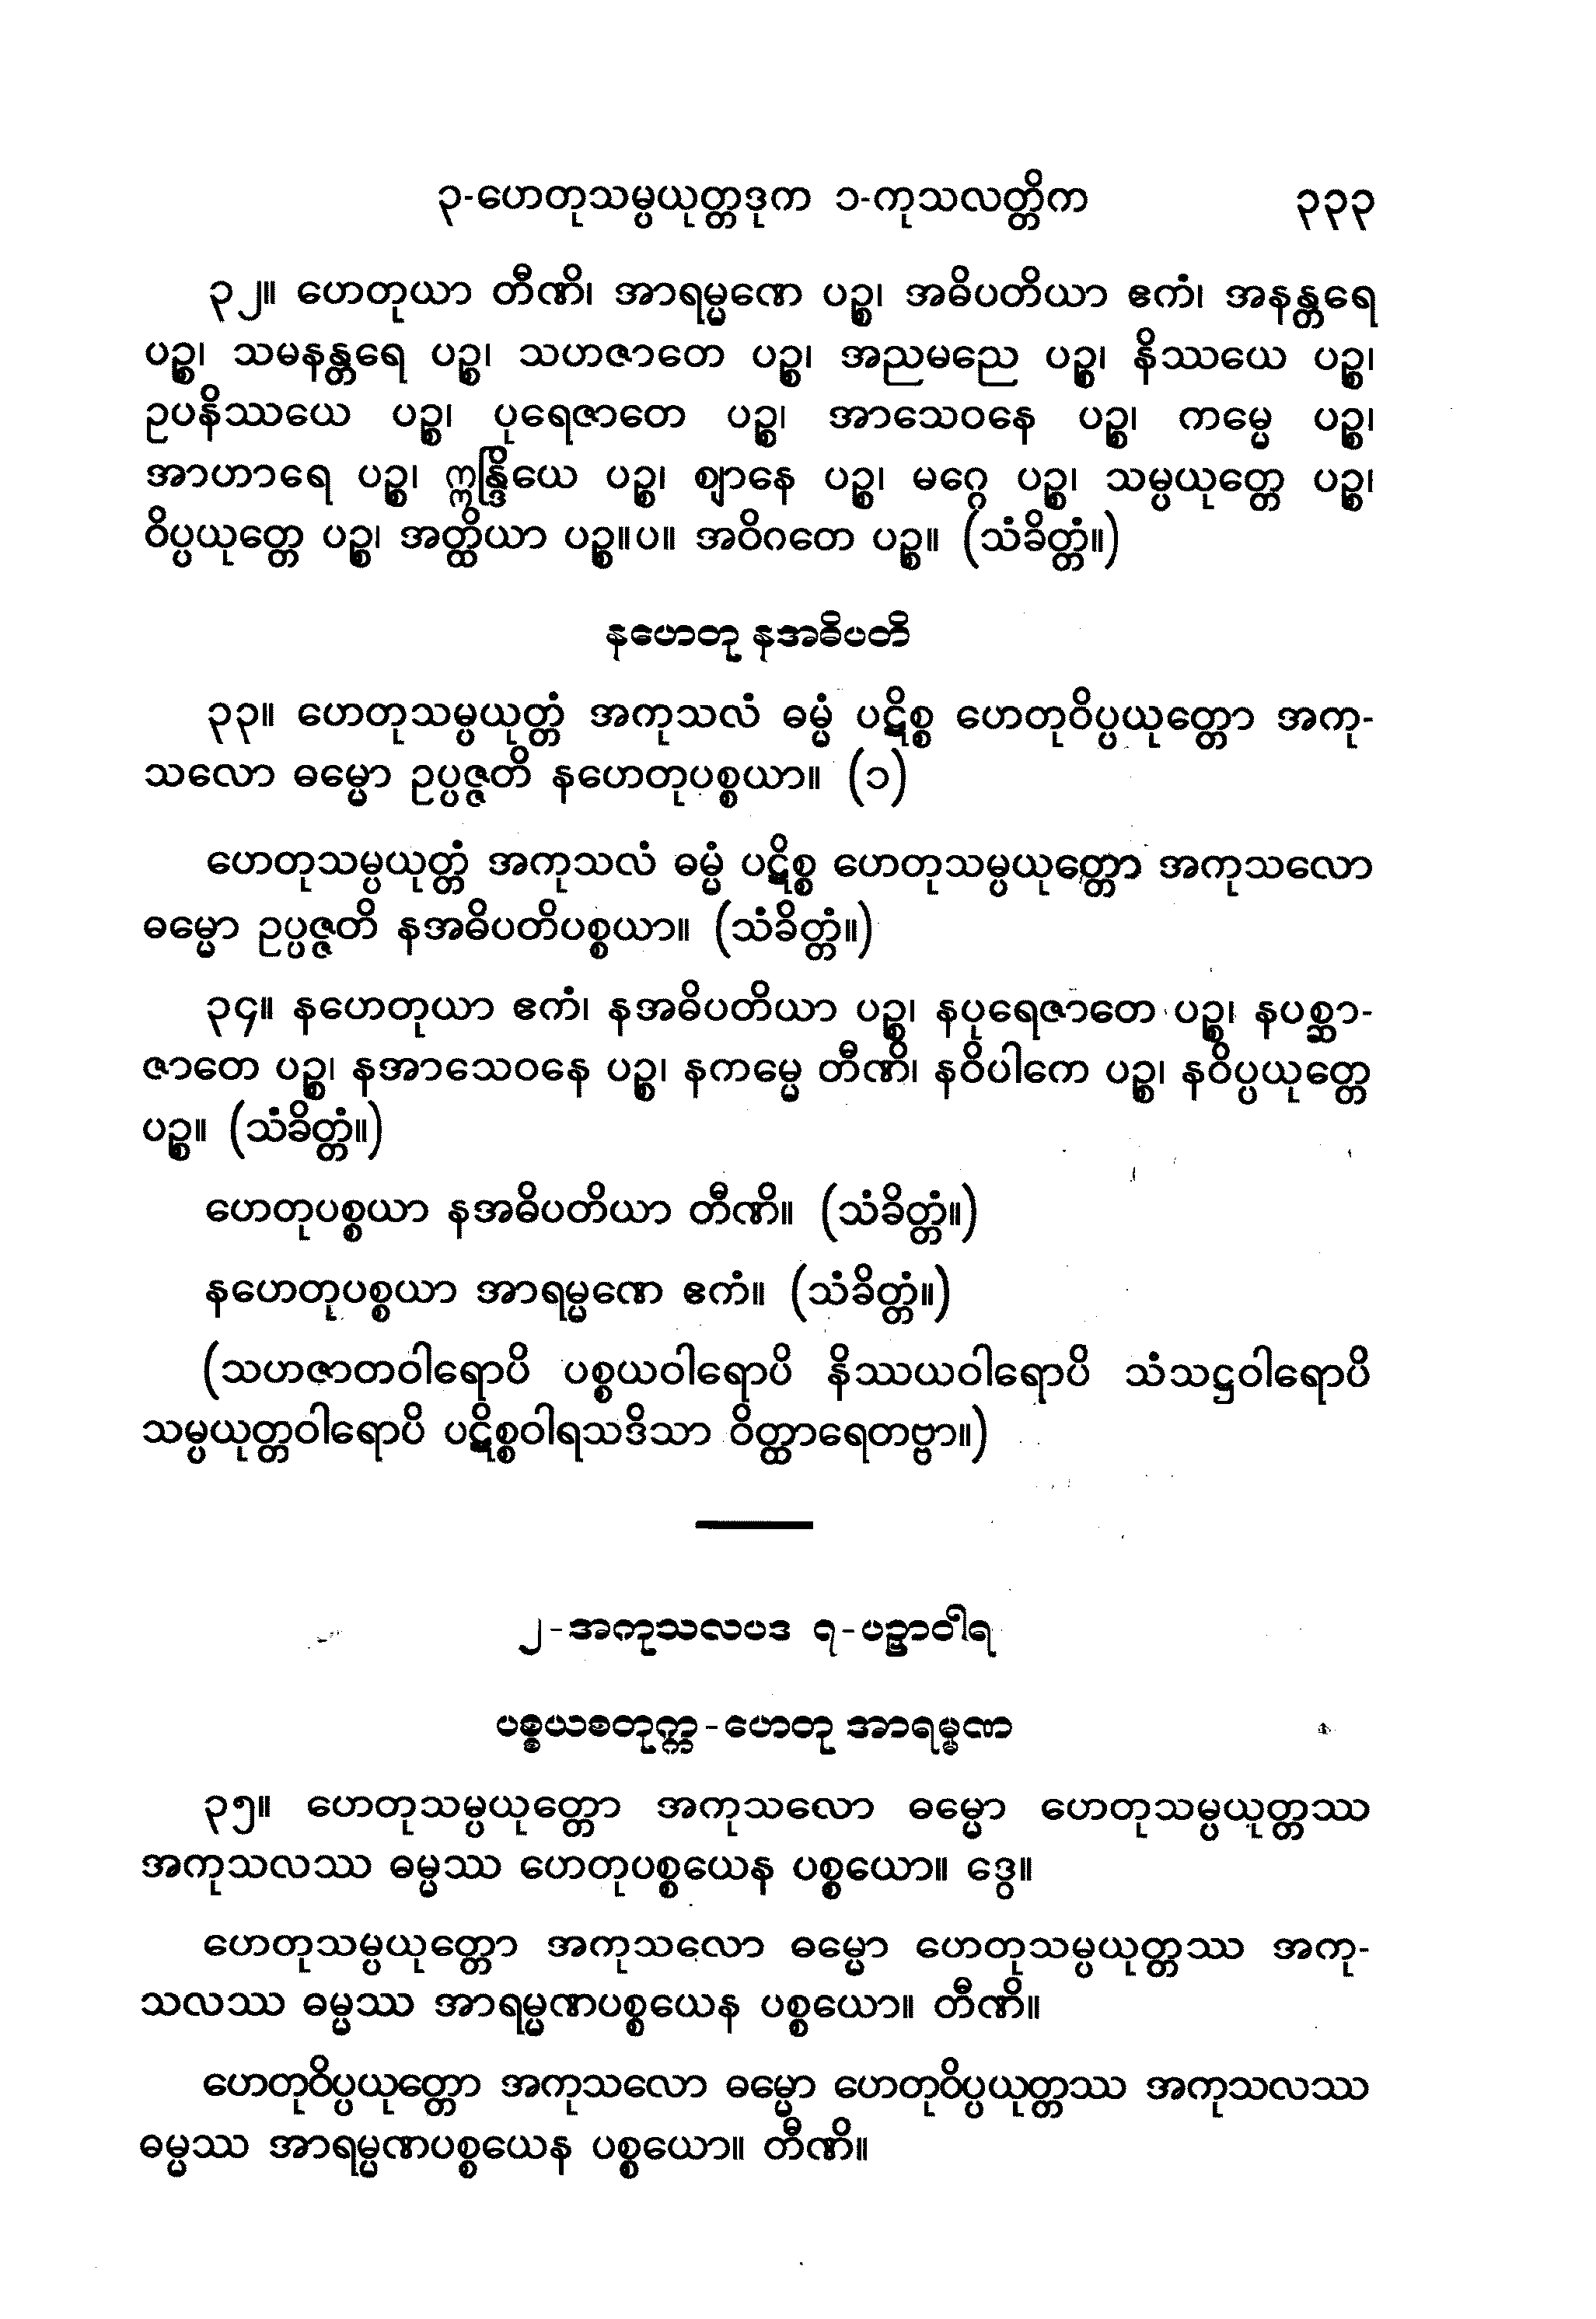 ၃-ဟေတုသမ္ပယုတ္တဒုက ၁-ကုသလတ္တိက ၃၃၃
၃၂။ ဟေတုယာ တီဏိ၊ အာရမ္မဏေ ပဉ္စ၊ အဓိပတိယာ ဧကံ၊ အနန္တရေ
ပဉ္စ၊ သမနန္တရေ ပဉ္စ၊ သဟဇာတေ ပဉ္စ၊ အညမညေ ပဉ္စ၊ နိဿယေ ပဉ္စ၊
ဥပနိဿယေ ပဉ္စ၊ ပုရေဇာတေ ပဉ္စ၊ အာသေဝနေ ပဉ္စ၊ ကမ္မေ ပဉ္စ၊
အာဟာရေ ပဉ္စ၊ ဣန္ဒြိယေ ပဉ္စ၊ ဈာနေ ပဉ္စ၊ မဂ္ဂေ ပဉ္စ၊ သမ္ပယုတ္တေ ပဉ္စ၊
ဝိပ္ပယုတ္တေ ပဉ္စ၊ အတ္ထိယာ ပဉ္စ။ပ။ အဝိဂတေ ပဉ္စ။ (သံခိတ္တံ။)
နဟေတု နအဓိပတိ
၃၃။ ဟေတုသမ္ပယုတ္တံ အကုသလံ ဓမ္မံ ပဋိစ္စ ဟေတုဝိပ္ပယုတ္တော အကု-
သလော ဓမ္မော ဥပ္ပဇ္ဇတိ နဟေတုပစ္စယာ။ (၁)
ဟေတုသမ္ပယုတ္တံ အကုသလံ ဓမ္မံ ပဋိစ္စ ဟေတုသမ္ပယုတ္တော အကုသလော
ဓမ္မော ဥပ္ပဇ္ဇတိ နအဓိပတိပစ္စယာ။ (သံခိတ္တံ။)
၃၄။ နဟေတုယာ ဧကံ၊ နအဓိပတိယာ ပဉ္စ၊ နပုရေဇာတေ ပဉ္စ၊ နပစ္ဆာ-
ဇာတေ ပဉ္စ၊ နအာသေဝနေ ပဉ္စ၊ နကမ္မေ တီဏိ၊ နဝိပါကေ ပဉ္စ၊ နဝိပ္ပယုတ္တေ
ပဉ္စ။ (သံခိတ္တံ။)
ဟေတုပစ္စယာ နအဓိပတိယာ တီဏိ။ (သံခိတ္တံ။)
နဟေတုပစ္စယာ အာရမ္မဏေ ဧကံ။ (သံခိတ္တံ။)
(သဟဇာတဝါရောပိ ပစ္စယဝါရောပိ နိဿယဝါရောပိ သံသဋ္ဌဝါရောပိ
သမ္ပယုတ္တဝါရောပိ ပဋိစ္စဝါရသဒိသာ ဝိတ္ထာရေတဗ္ဗာ။)
၂-အကုသလပဒ ၇-ပဉှာဝါရ
ပစ္စယစတုက္က-ဟေတု အာရမ္မဏ
၃၅။ ဟေတုသမ္ပယုတ္တော အကုသလော ဓမ္မော ဟေတုသမ္ပယုတ္တဿ
အကုသလဿ ဓမ္မဿ ဟေတုပစ္စယေန ပစ္စယော။ ဒွေ။
ဟေတုသမ္ပယုတ္တော အကုသလော ဓမ္မော ဟေတုသမ္ပယုတ္တဿ အကု-
သလဿ ဓမ္မဿ အာရမ္မဏပစ္စယေန ပစ္စယော။ တီဏိ။
ဟေတုဝိပ္ပယုတ္တော အကုသလော ဓမ္မော ဟေတုဝိပ္ပယုတ္တဿ အကုသလဿ
ဓမ္မဿ အာရမ္မဏပစ္စယေန ပစ္စယော။ တီဏိ။